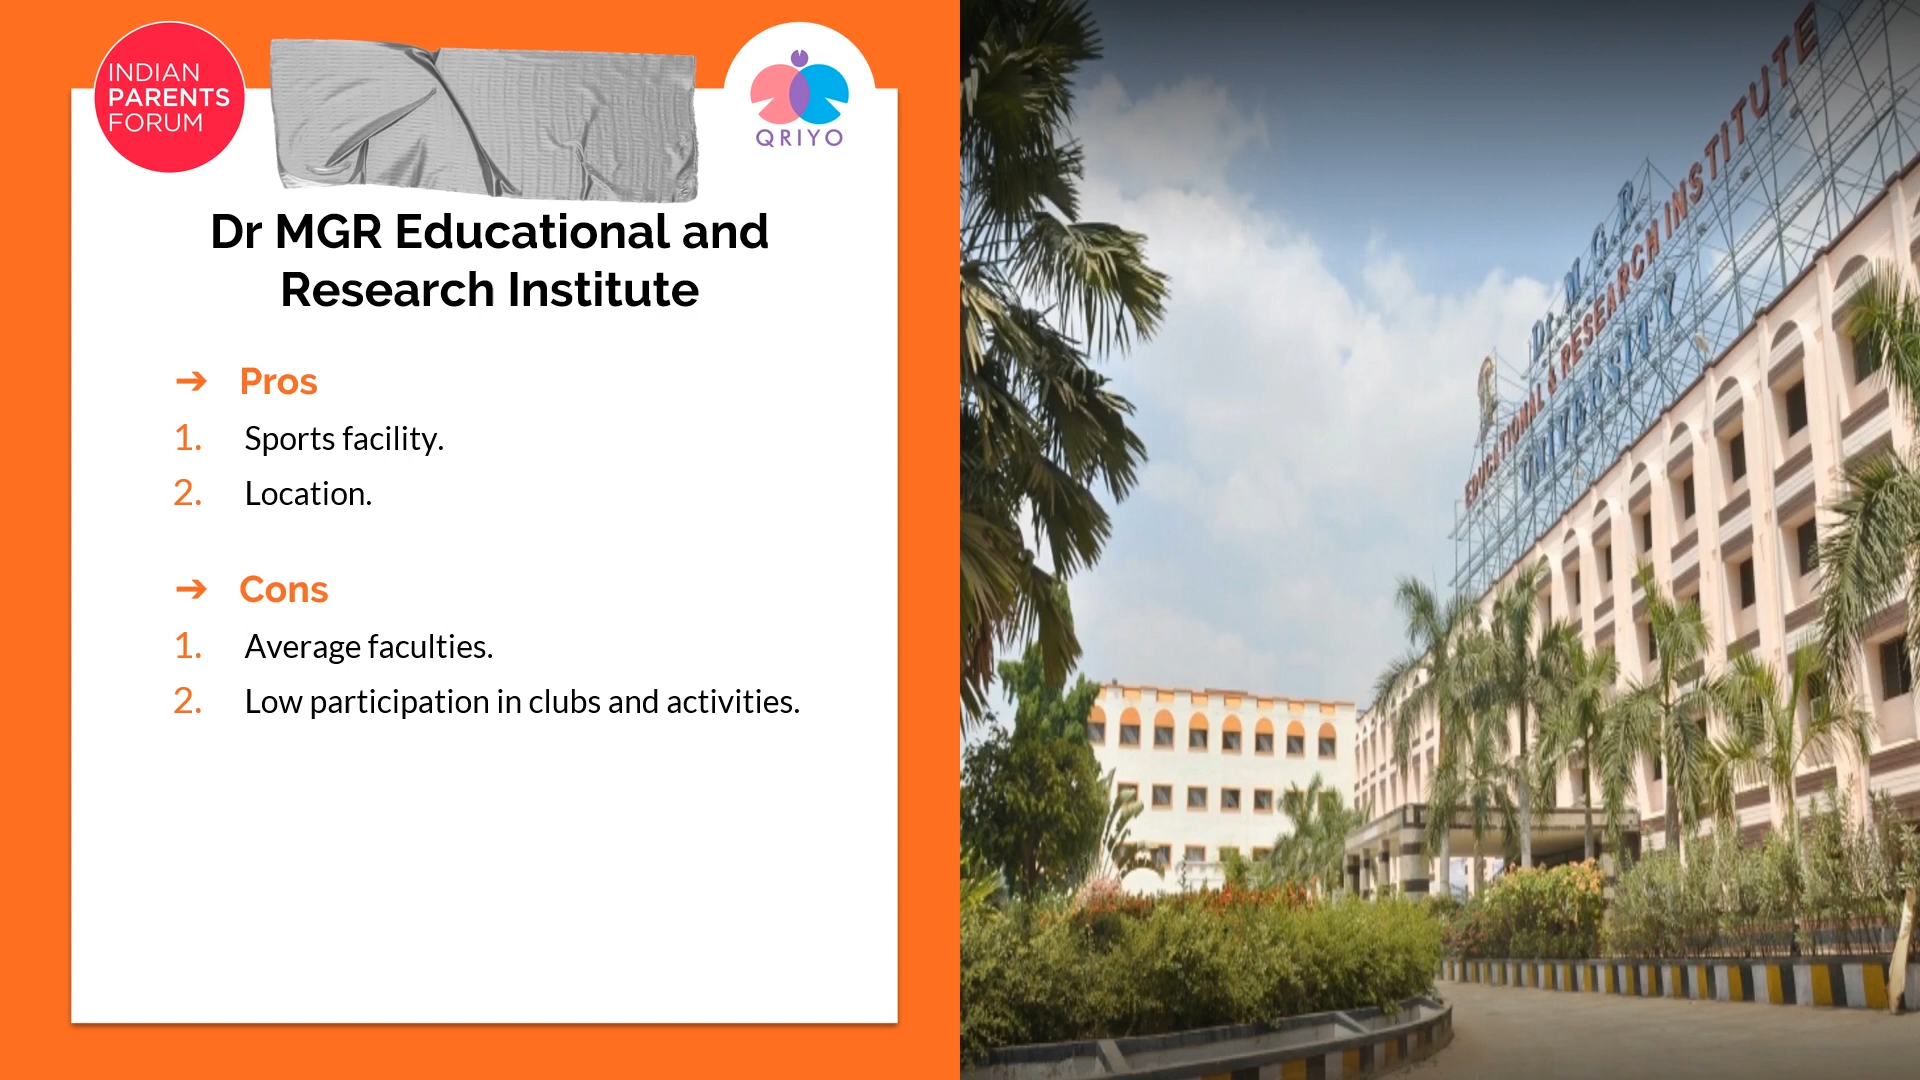 INDIAN
PARENTS
FORUM
QRIYO
Dr MGR Educational and
Research Institute
➔ Pros
1. Sports facility.
2. Location.
➔ Cons
1. Average faculties.
2. Low participation in clubs and activities.
Dr. M. G. R.
EDUCATIONAL & RESEARCH INSTITUTE
UNIVERSITY